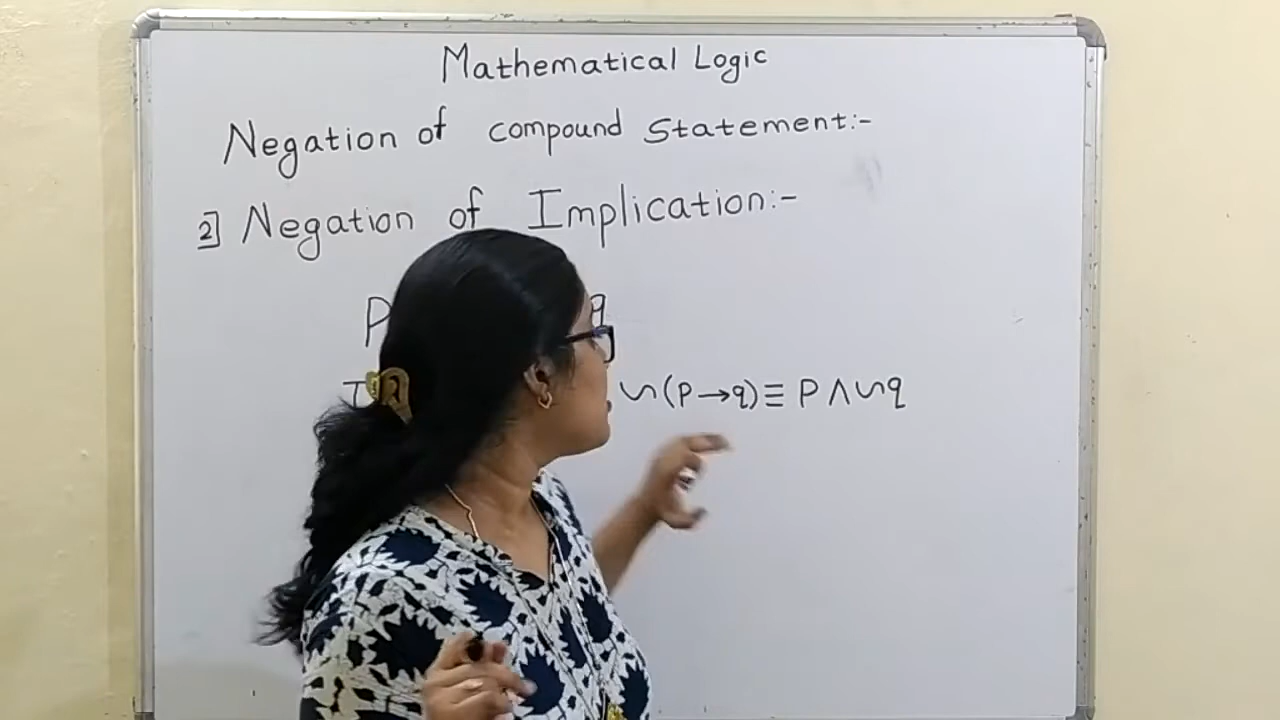 Mathematical Logic
Negation of compound statement:-
2] Negation of Implication:-
P q
∽(p→q)≡ p∧∽q